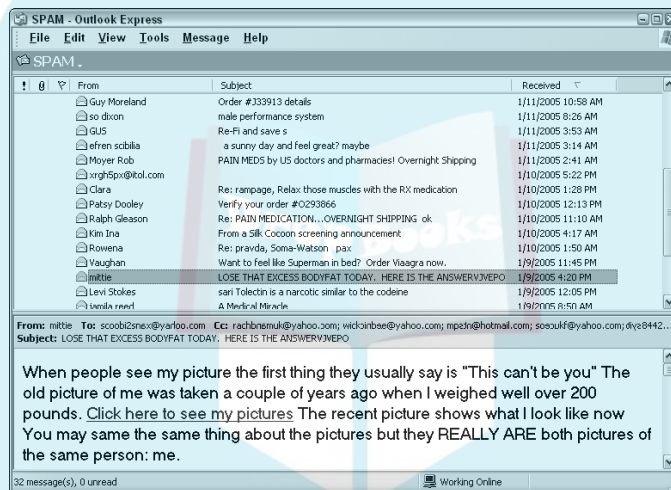 SPAM - Outlook Express
File Edit View Tools Message Help
SPAM .
! From Subject Received
Guy Moreland Order #J33913 details 1/11/2005 10:58 AM
so dixon male performance system 1/11/2005 8:26 AM
GUS Re-Fi and save s 1/11/2005 3:53 AM
efren scibilia a sunny day and feel great? maybe 1/11/2005 3:14 AM
Moyer Rob PAIN MEDS by US doctors and pharmacies! Overnight Shipping 1/11/2005 2:41 AM
xrgh5px@itol.com 1/10/2005 5:22 PM
Clara Re: rampage, Relax those muscles with the RX medication 1/10/2005 1:28 PM
Patsy Dooley Verify your order #O293866 1/10/2005 12:13 PM
Ralph Gleason Re: PAIN MEDICATION...OVERNIGHT SHIPPING ok 1/10/2005 11:10 AM
Kim Ina From a Silk Cocoon screening announcement 1/10/2005 4:17 AM
Rowena Re: pravda, Soma-Watson pax 1/10/2005 1:50 AM
Vaughan Want to feel like Superman in bed? Order Viaagra now. 1/9/2005 11:45 PM
mittie LOSE THAT EXCESS BODYFAT TODAY. HERE IS THE ANSWERVJVEPO 1/9/2005 4:20 PM
Levi Stokes sari Tolectin is a narcotic similar to the codeine 1/9/2005 12:05 PM
jamila reed A Medical Miracle 1/9/2005 8:50 AM
From: mittie To: Cc:
Subject: LOSE THAT EXCESS BODYFAT TODAY. HERE IS THE ANSWERVJVEPO
When people see my picture the first thing they usually say is "This can't be you" The
old picture of me was taken a couple of years ago when I weighed well over 200
pounds. Click here to see my pictures The recent picture shows what I look like now
You may same the same thing about the pictures but they REALLY ARE both pictures of
the same person: me.
32 message(s), 0 unread Working Online